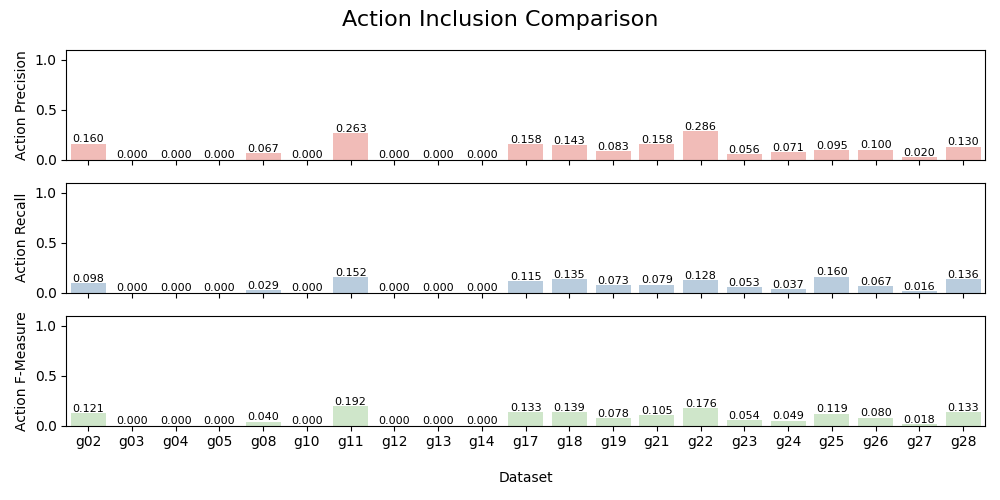 Action Inclusion Comparison
Action Precision
1.0
0.5
0.0
0.160 0.000 0.000 0.000 0.067 0.000 0.263 0.000 0.000 0.000 0.158 0.143 0.083 0.158 0.286 0.056 0.071 0.095 0.100 0.020 0.130
Action Recall
1.0
0.5
0.0
0.098 0.000 0.000 0.000 0.029 0.000 0.152 0.000 0.000 0.000 0.115 0.135 0.073 0.079 0.128 0.053 0.037 0.160 0.067 0.016 0.136
Action F-Measure
1.0
0.5
0.0
0.121 0.000 0.000 0.000 0.040 0.000 0.192 0.000 0.000 0.000 0.133 0.139 0.078 0.105 0.176 0.054 0.049 0.119 0.080 0.018 0.133
g02 g03 g04 g05 g08 g10 g11 g12 g13 g14 g17 g18 g19 g21 g22 g23 g24 g25 g26 g27 g28
Dataset